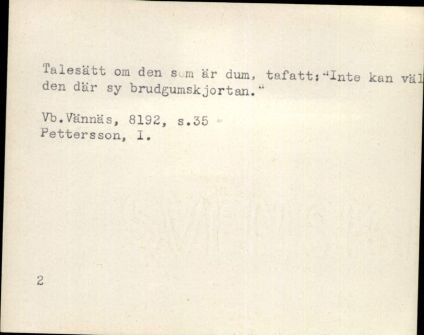 Talesätt om den som är dum, tafatt:"Inte kan väl
den där sy brudgumskjortan."
Vb.Vännäs, 8192, s.35
Pettersson, I.
2